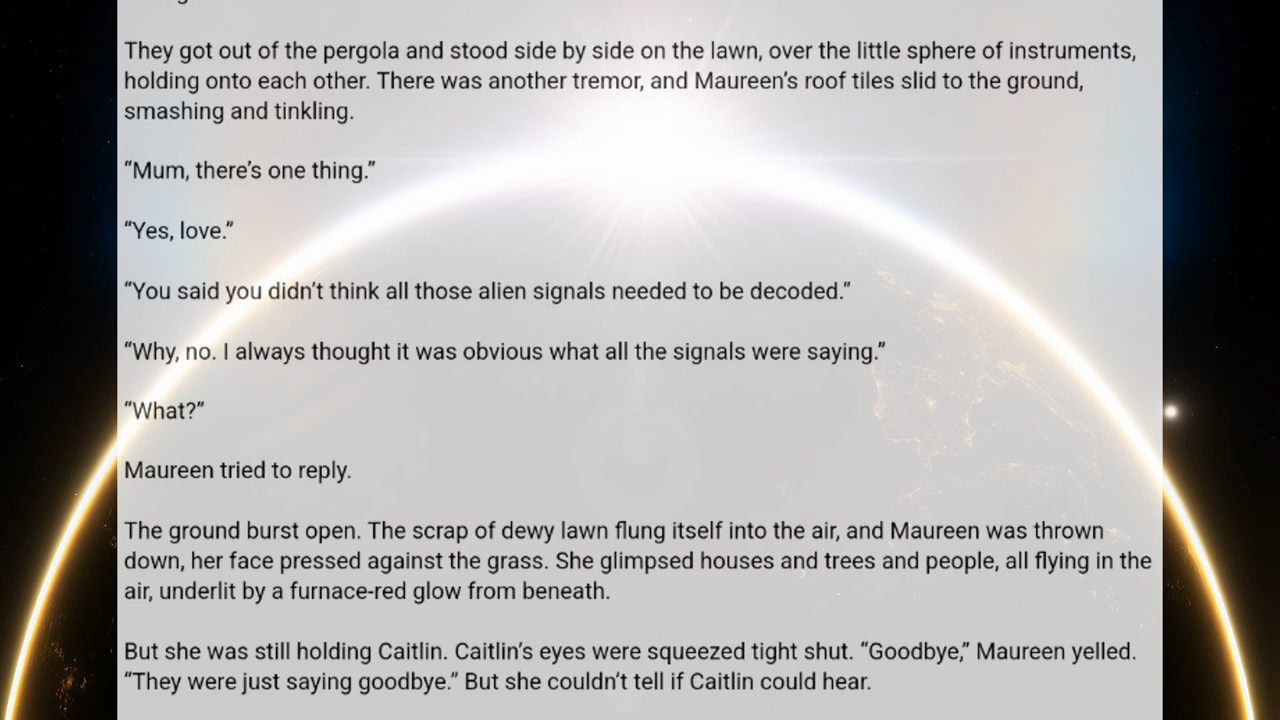 They got out of the pergola and stood side by side on the lawn, over the little sphere of instruments,
holding onto each other. There was another tremor, and Maureen’s roof tiles slid to the ground,
smashing and tinkling.
“Mum, there’s one thing.”
“Yes, love.”
“You said you didn’t think all those alien signals needed to be decoded.”
“Why, no. I always thought it was obvious what all the signals were saying.”
“What?”
Maureen tried to reply.
The ground burst open. The scrap of dewy lawn flung itself into the air, and Maureen was thrown
down, her face pressed against the grass. She glimpsed houses and trees and people, all flying in the
air, underlit by a furnace-red glow from beneath.
But she was still holding Caitlin. Caitlin’s eyes were squeezed tight shut. “Goodbye,” Maureen yelled.
“They were just saying goodbye.” But she couldn’t tell if Caitlin could hear.